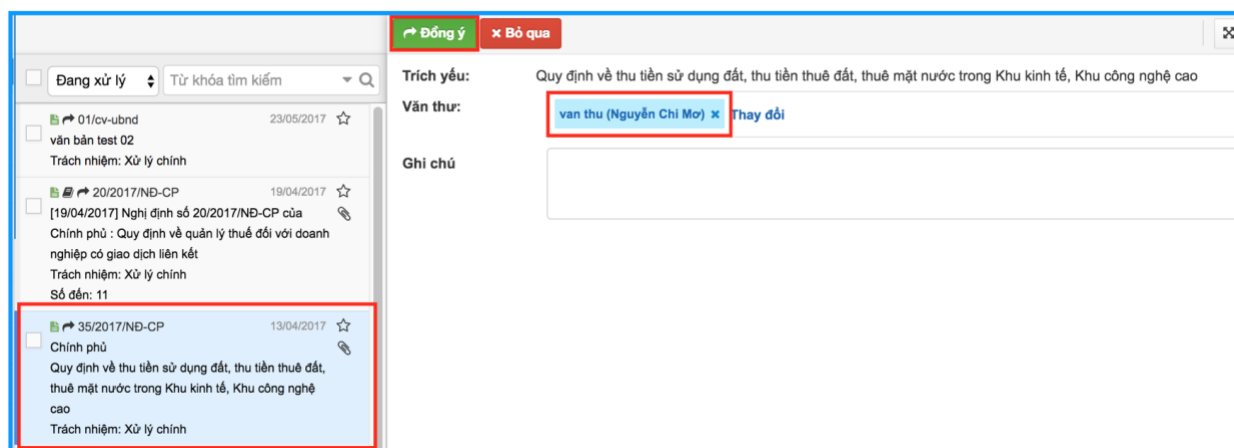 Đồng ý
Bỏ qua
Đang xử lý
Từ khóa tìm kiếm
01/cv-ubnd 23/05/2017
văn bản test 02
Trách nhiệm: Xử lý chính
20/2017/NĐ-CP 19/04/2017
[19/04/2017] Nghị định số 20/2017/NĐ-CP của
Chính phủ : Quy định về quản lý thuế đối với doanh
nghiệp có giao dịch liên kết
Trách nhiệm: Xử lý chính
Số đến: 11
35/2017/NĐ-CP 13/04/2017
Chính phủ
Quy định về thu tiền sử dụng đất, thu tiền thuê đất,
thuê mặt nước trong Khu kinh tế, Khu công nghệ
cao
Trách nhiệm: Xử lý chính
Trích yếu: Quy định về thu tiền sử dụng đất, thu tiền thuê đất, thuê mặt nước trong Khu kinh tế, Khu công nghệ cao
Văn thư: van thu (Nguyễn Chi Mơ) × Thay đổi
Ghi chú